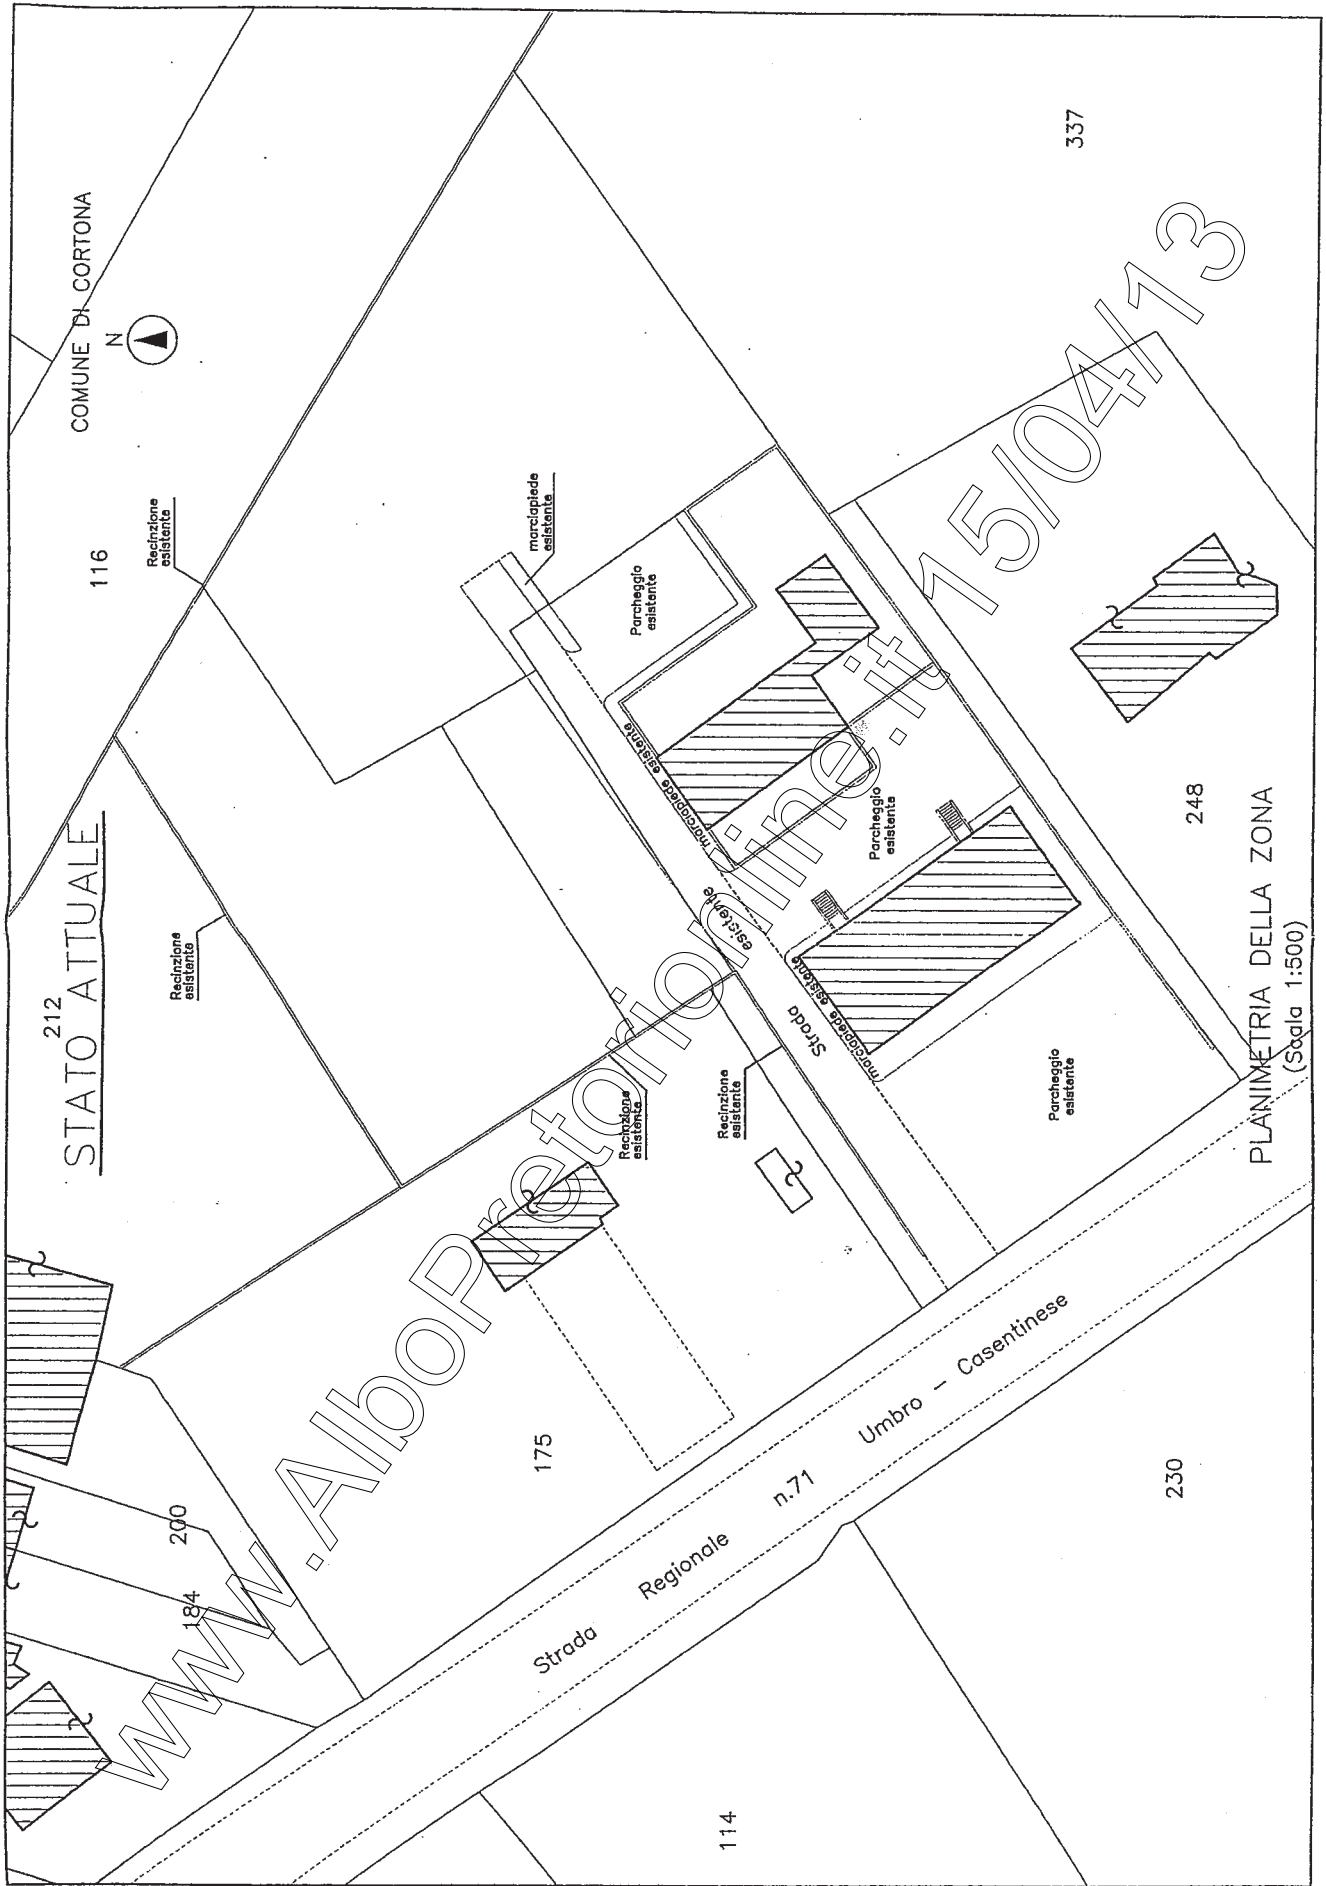 STATO ATTUALE
212
COMUNE DI CORTONA
N
116
Recinzione
esistente
Recinzione
esistente
marciapiede
esistente
Parcheggio
esistente
337
200
184
175
Recinzione
esistente
Recinzione
esistente
marciapiede esistente
Strada esistente
marciapiede esistente
Parcheggio
esistente
Parcheggio
esistente
248
Strada Regionale n.71 Umbro - Casentinese
114
230
PLANIMETRIA DELLA ZONA
(Scala 1:500)
www.AlboPretorionline.it 15/04/13